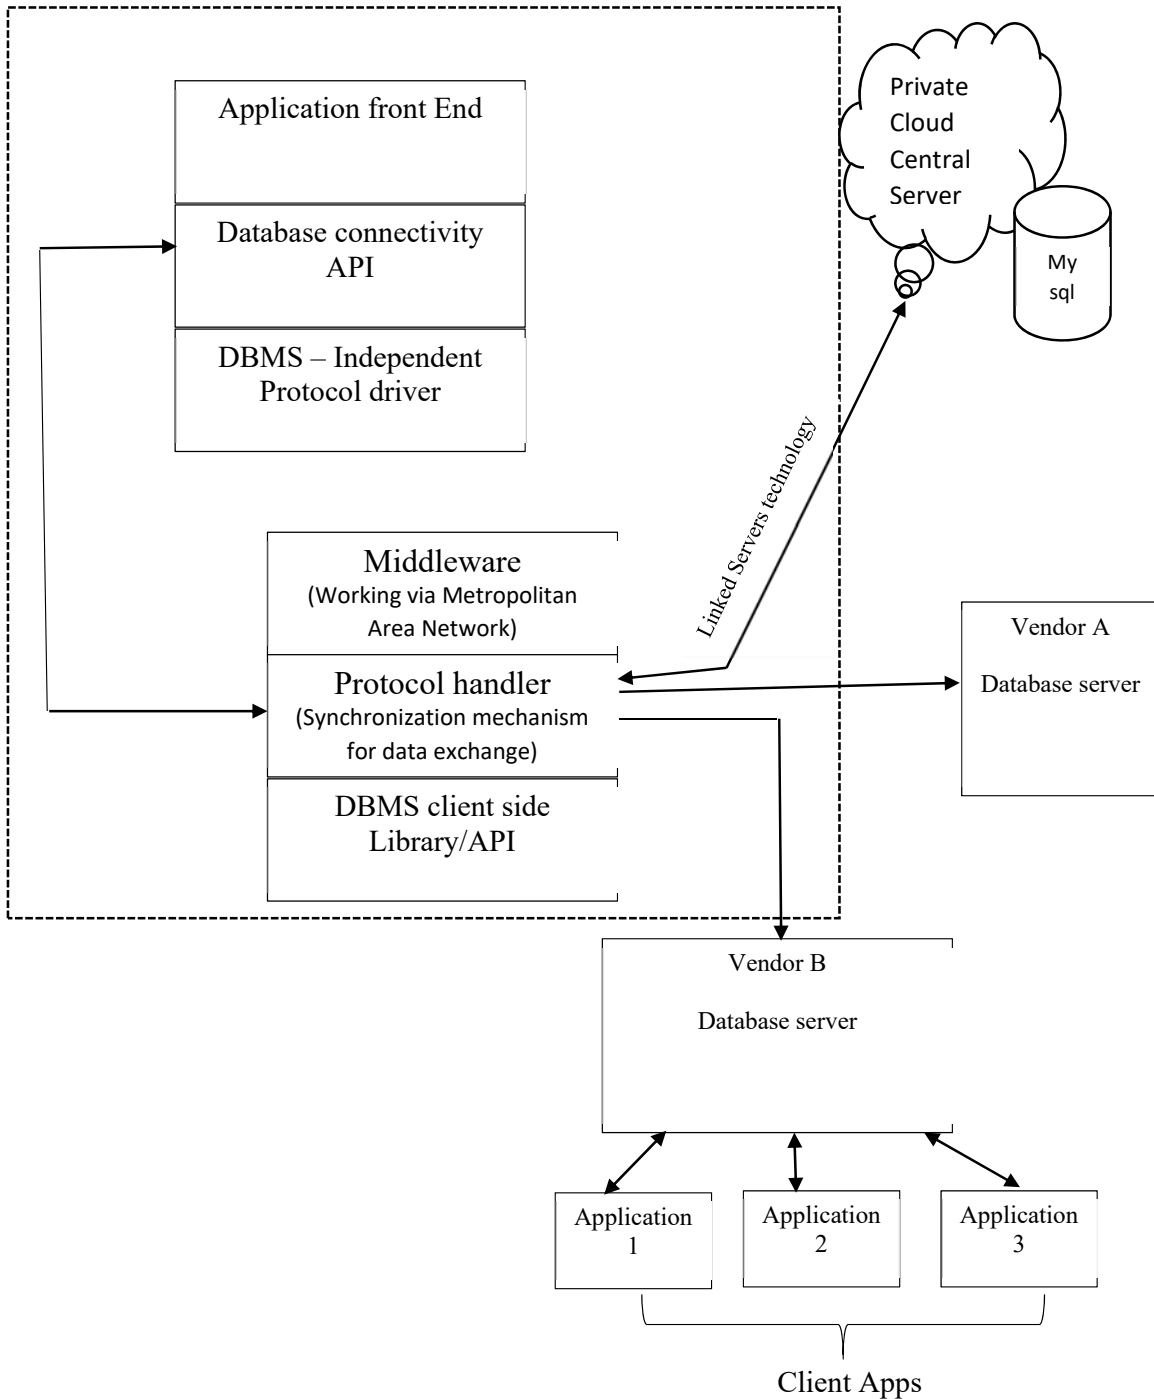 Application front End
Database connectivity
API
DBMS – Independent
Protocol driver
Private
Cloud
Central
Server
My
sql
Linked Servers technology
Middleware
(Working via Metropolitan
Area Network)
Protocol handler
(Synchronization mechanism
for data exchange)
DBMS client side
Library/API
Vendor A
Database server
Vendor B
Database server
Application
1
Application
2
Application
3
Client Apps